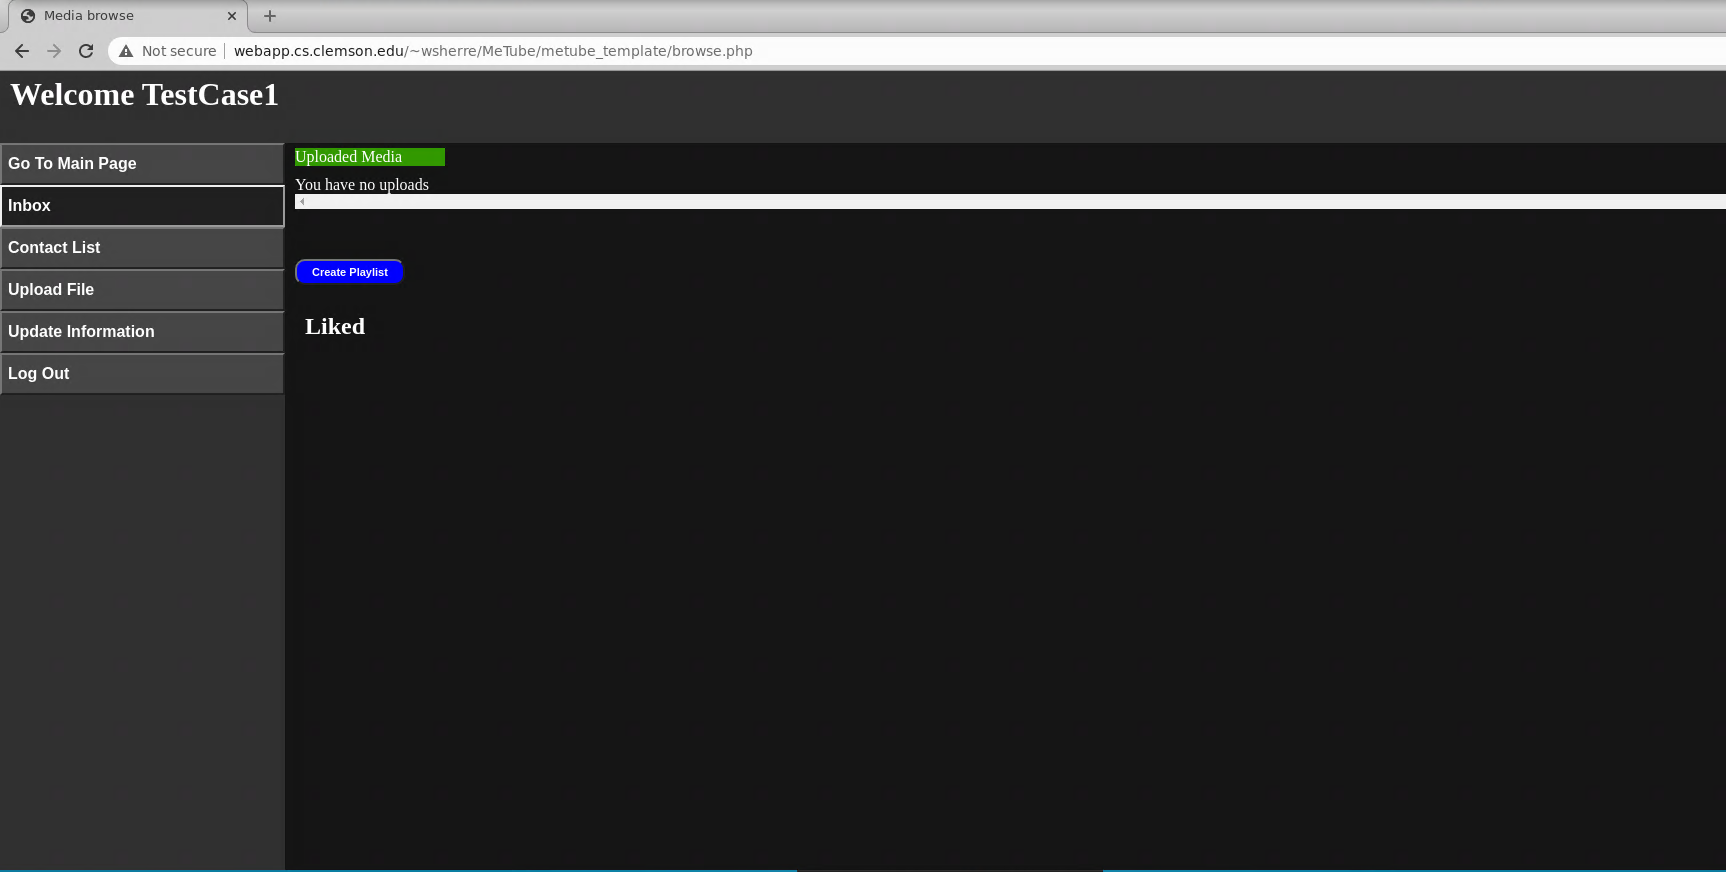 Media browse
Not secure webapp.cs.clemson.edu/~wsherre/MeTube/metube_template/browse.php
Welcome TestCase1
Go To Main Page
Inbox
Contact List
Upload File
Update Information
Log Out
Uploaded Media
You have no uploads
Create Playlist
Liked